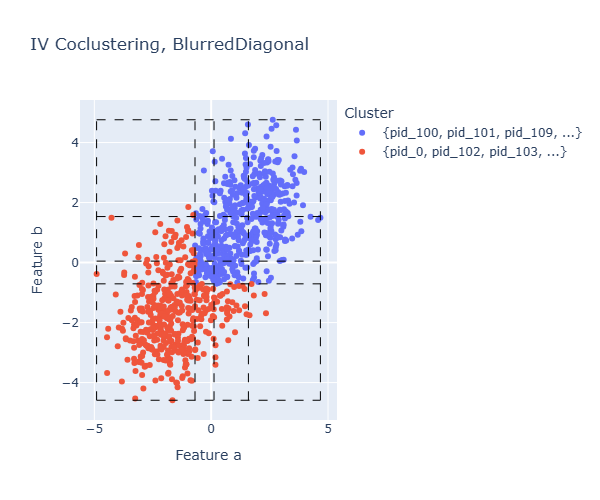 IV Coclustering, BlurredDiagonal
Cluster
{pid_100, pid_101, pid_109, ...}
{pid_0, pid_102, pid_103, ...}
4
2
0
−2
−4
Feature b
−5
0
5
Feature a